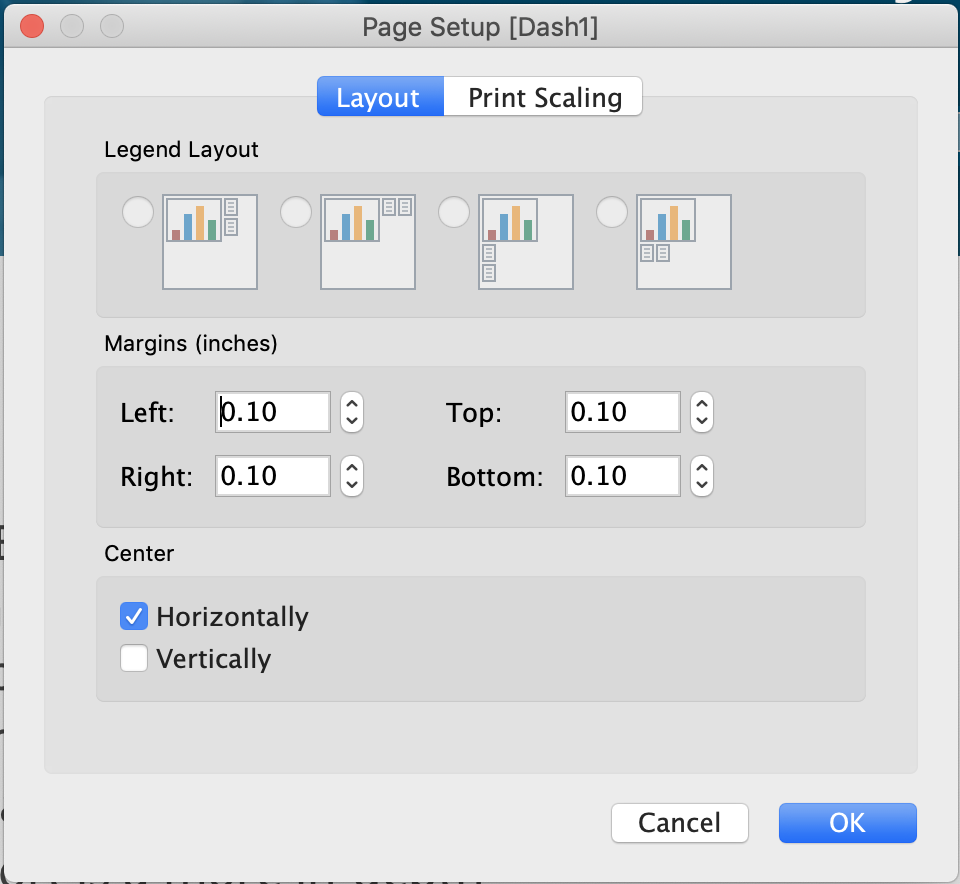 Page Setup [Dash1]
Layout Print Scaling
Legend Layout
Margins (inches)
Left: 0.10 Top: 0.10
Right: 0.10 Bottom: 0.10
Center
Horizontally
Vertically
Cancel OK